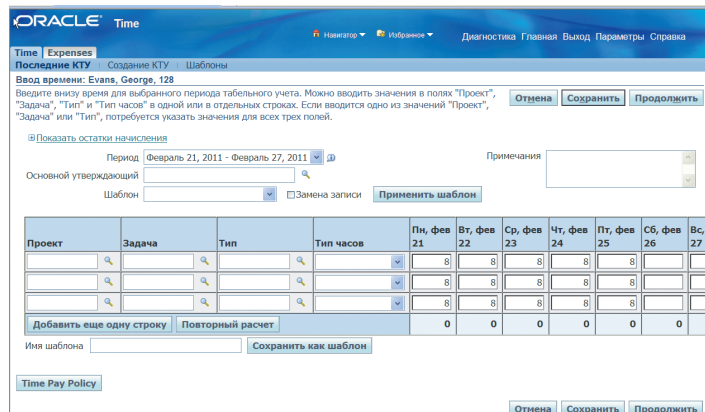 ORACLE Time
Навигатор Избранное Диагностика Главная Выход Параметры Справка
Time Expenses
Последние КТУ Создание КТУ Шаблоны
Ввод времени: Evans, George, 128
Введите внизу время для выбранного периода табельного учета. Можно вводить значения в полях "Проект",
"Задача", "Тип" и "Тип часов" в одной или в отдельных строках. Если вводится одно из значений "Проект",
"Задача" или "Тип", потребуется указать значения для всех трех полей.
Отмена Сохранить Продолжить
Показать остатки начисления
Период Февраль 21, 2011 - Февраль 27, 2011 Примечания
Основной утверждающий
Шаблон Замена записи Применить шаблон
Проект Задача Тип Тип часов Пн, фев 21 Вт, фев 22 Ср, фев 23 Чт, фев 24 Пт, фев 25 Сб, фев 26 Вс, 27
8 8 8 8 8
8 8 8 8 8
8 8 8 8 8
Добавить еще одну строку Повторный расчет 0 0 0 0 0 0
Имя шаблона Сохранить как шаблон
Time Pay Policy
Отмена Сохранить Продолжить